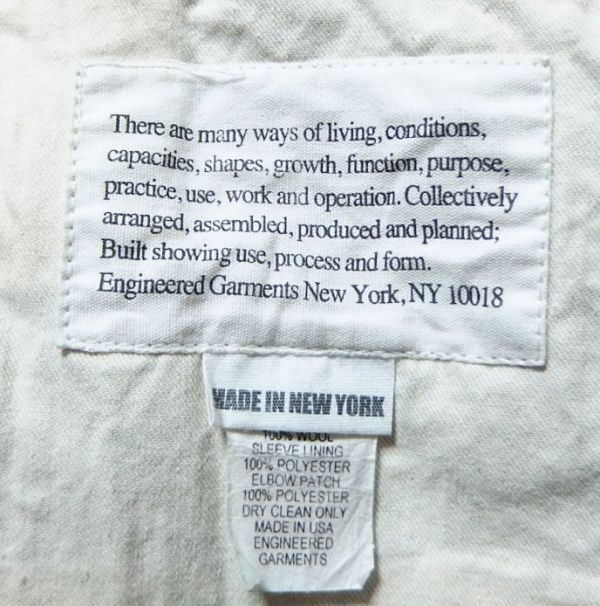 There are many ways of living, conditions,
capacities, shapes, growth, function, purpose,
practice, use, work and operation. Collectively
arranged, assembled, produced and planned;
Built showing use, process and form.
Engineered Garments New York, NY 10018
MADE IN NEW YORK
100% WOOL
SLEEVE LINING
100% POLYESTER
ELBOW PATCH
100% POLYESTER
DRY CLEAN ONLY
MADE IN USA
ENGINEERED
GARMENTS